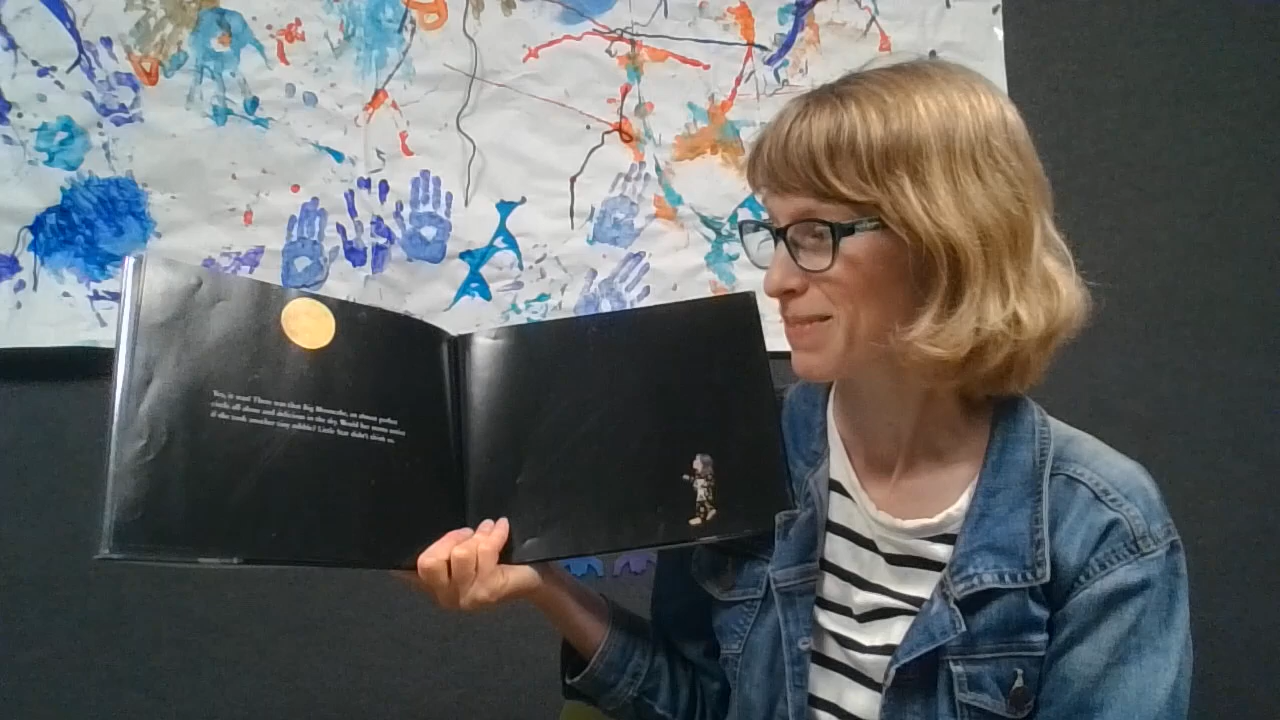 Yes, it was! There was that Big Mooncake, an almost perfect
circle all alone and delicious in the sky. Would her mama notice
if she took another tiny nibble? Little Star didn't think so.